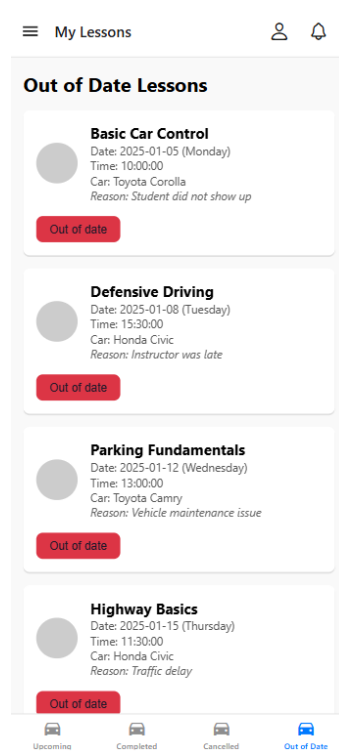 My Lessons
Out of Date Lessons
Basic Car Control
Date: 2025-01-05 (Monday)
Time: 10:00:00
Car: Toyota Corolla
Reason: Student did not show up
Out of date
Defensive Driving
Date: 2025-01-08 (Tuesday)
Time: 15:30:00
Car: Honda Civic
Reason: Instructor was late
Out of date
Parking Fundamentals
Date: 2025-01-12 (Wednesday)
Time: 13:00:00
Car: Toyota Camry
Reason: Vehicle maintenance issue
Out of date
Highway Basics
Date: 2025-01-15 (Thursday)
Time: 11:30:00
Car: Honda Civic
Reason: Traffic delay
Out of date
Upcoming Completed Cancelled Out of Date